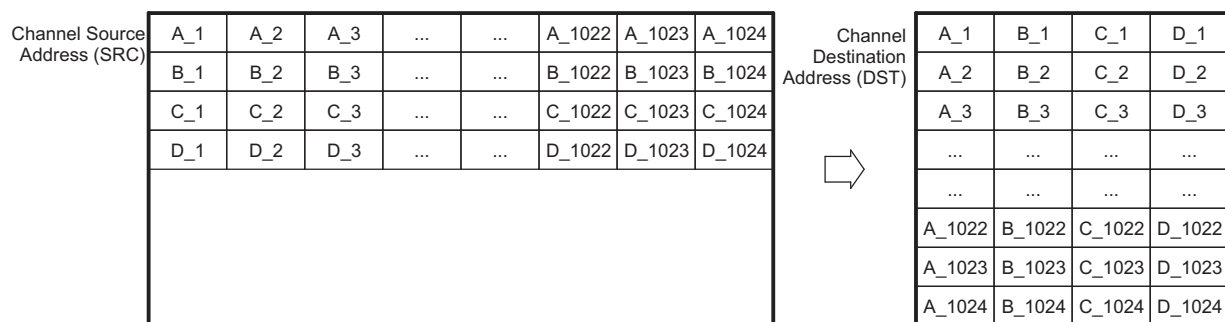 Channel Source
Address (SRC)
A_1 A_2 A_3 ... ... A_1022 A_1023 A_1024
B_1 B_2 B_3 ... ... B_1022 B_1023 B_1024
C_1 C_2 C_3 ... ... C_1022 C_1023 C_1024
D_1 D_2 D_3 ... ... D_1022 D_1023 D_1024
Channel
Destination
Address (DST)
A_1 B_1 C_1 D_1
A_2 B_2 C_2 D_2
A_3 B_3 C_3 D_3
... ... ... ...
... ... ... ...
A_1022 B_1022 C_1022 D_1022
A_1023 B_1023 C_1023 D_1023
A_1024 B_1024 C_1024 D_1024